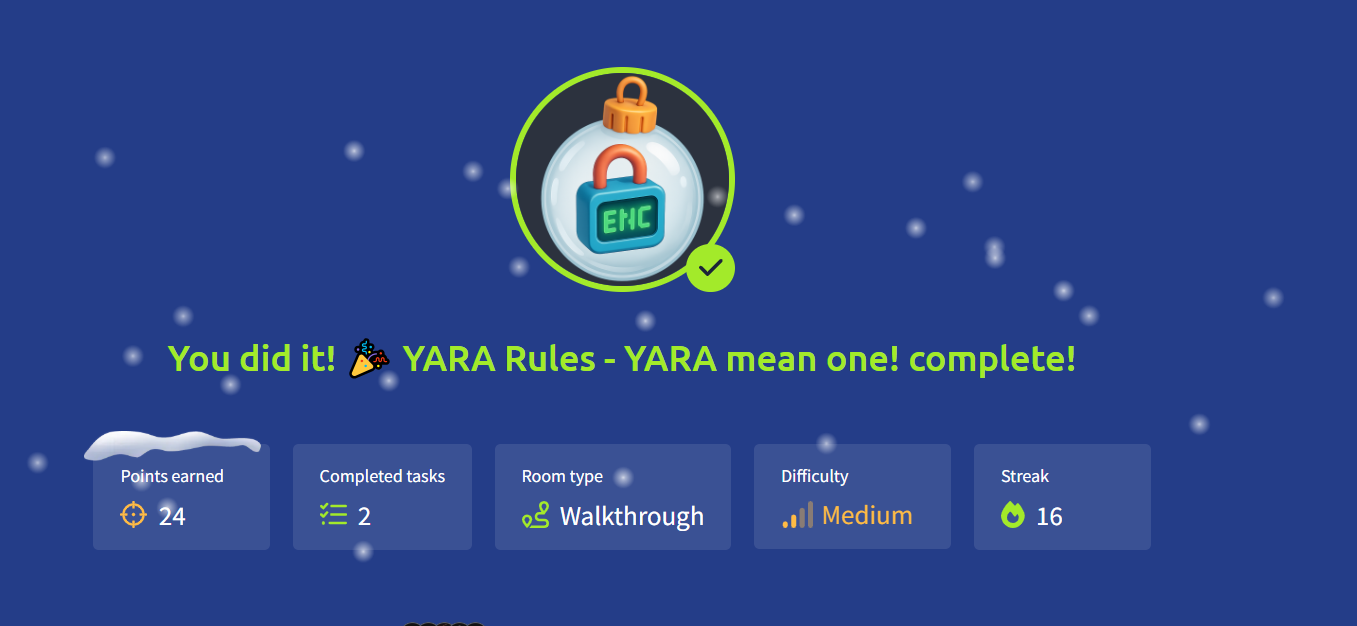 ENC
You did it! 🎉 YARA Rules - YARA mean one! complete!
Points earned
24
Completed tasks
2
Room type
Walkthrough
Difficulty
Medium
Streak
16